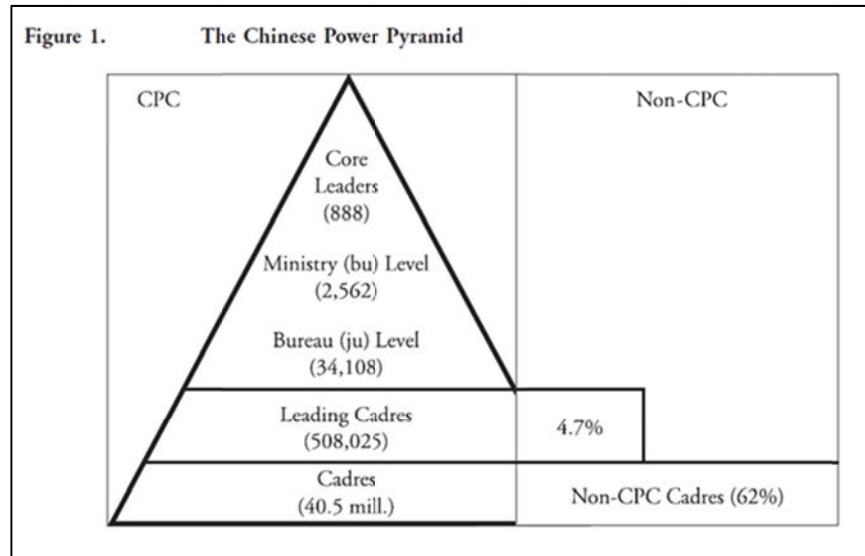 Figure 1. The Chinese Power Pyramid
CPC
Non-CPC
Core
Leaders
(888)
Ministry (bu) Level
(2,562)
Bureau (ju) Level
(34,108)
Leading Cadres
(508,025)
4.7%
Cadres
(40.5 mill.)
Non-CPC Cadres (62%)